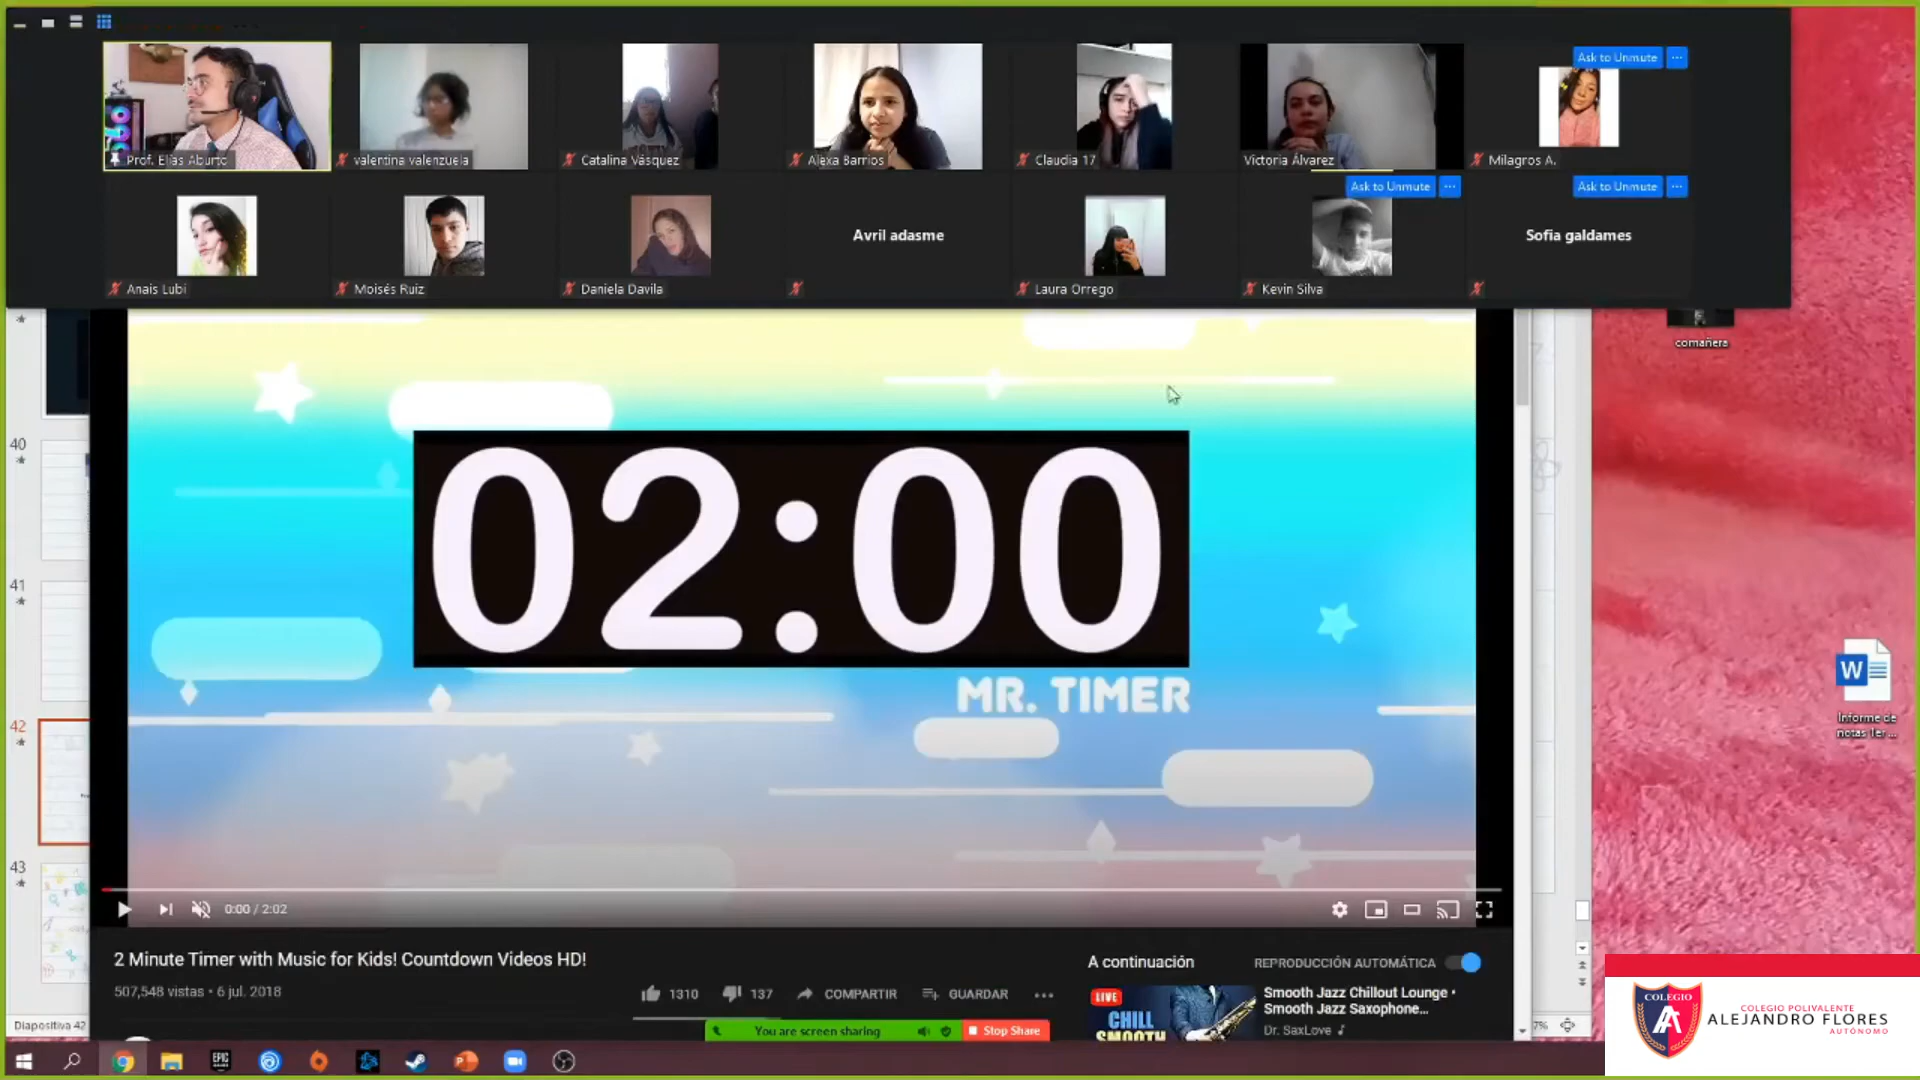 Ask to Unmute
Prof. Elías Aburto
valentina valenzuela
Catalina Vásquez
Alexa Barrios
Claudia 17
Victoria Álvarez
Milagros A.
Ask to Unmute
Ask to Unmute
Avril adasme
Sofia galdames
Anais Lubi
Moisés Ruiz
Daniela Davila
Laura Orrego
Kevin Silva
comañera
40
41
42
43
02:00
MR. TIMER
Informe de
notas 1er ...
0:00 / 2:02
2 Minute Timer with Music for Kids! Countdown Videos HD!
507,548 vistas • 6 jul. 2018
1310
137
COMPARTIR
GUARDAR
A continuación
REPRODUCCIÓN AUTOMÁTICA
LIVE
CHILL
SMOOTH
Smooth Jazz Chillout Lounge •
Smooth Jazz Saxophone...
Dr. SaxLove
Diapositiva 42
You are screen sharing
Stop Share
7%
EPIC
COLEGIO
COLEGIO POLIVALENTE
ALEJANDRO FLORES
AUTÓNOMO